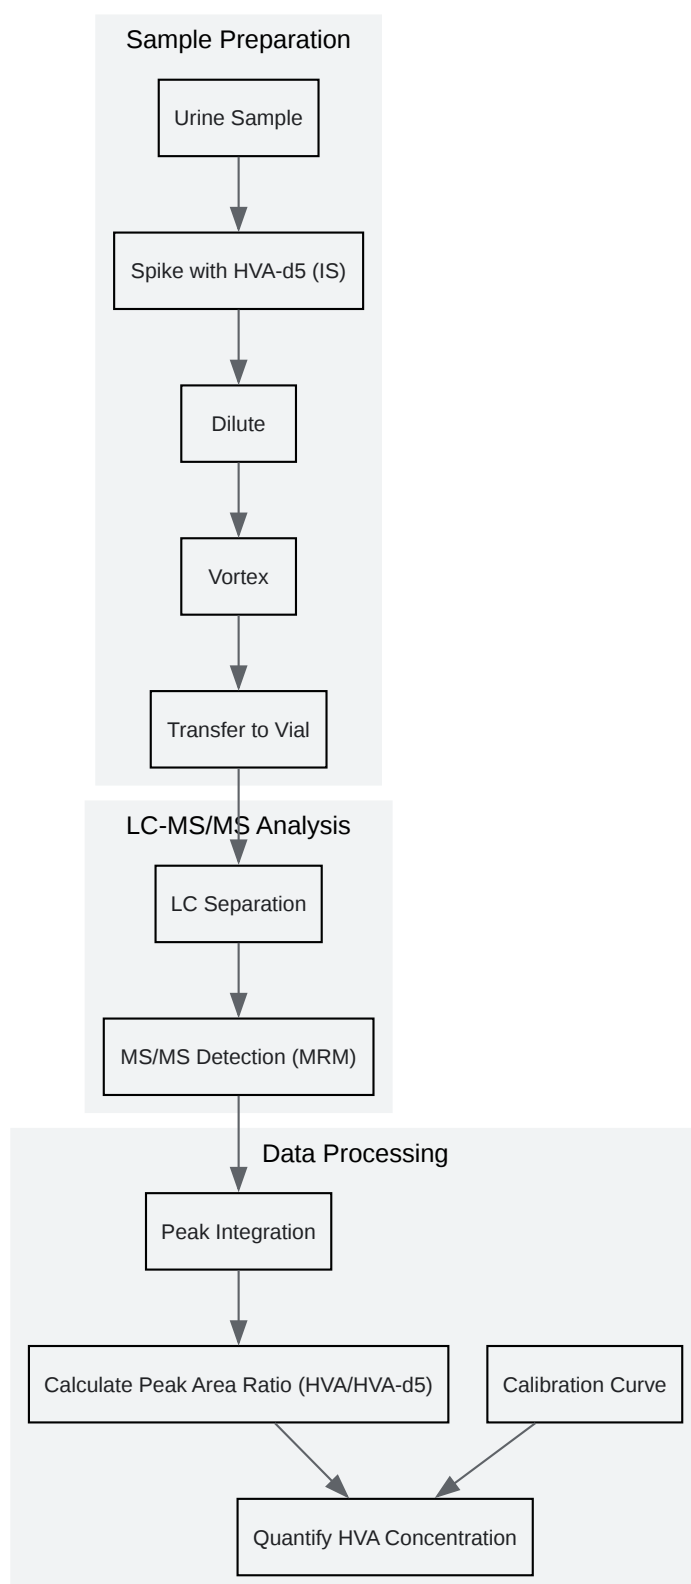 Sample Preparation
Urine Sample
Spike with HVA-d5 (IS)
Dilute
Vortex
Transfer to Vial
LC-MS/MS Analysis
LC Separation
MS/MS Detection (MRM)
Data Processing
Peak Integration
Calculate Peak Area Ratio (HVA/HVA-d5)
Calibration Curve
Quantify HVA Concentration